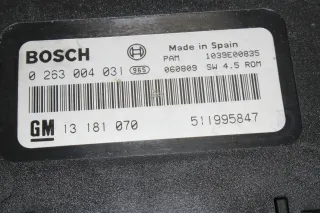 BOSCH Made in Spain
0 263 004 031 965 PAM 1039E00835
060809 SW 4.5 ROM
GM 13 181 070 511995847